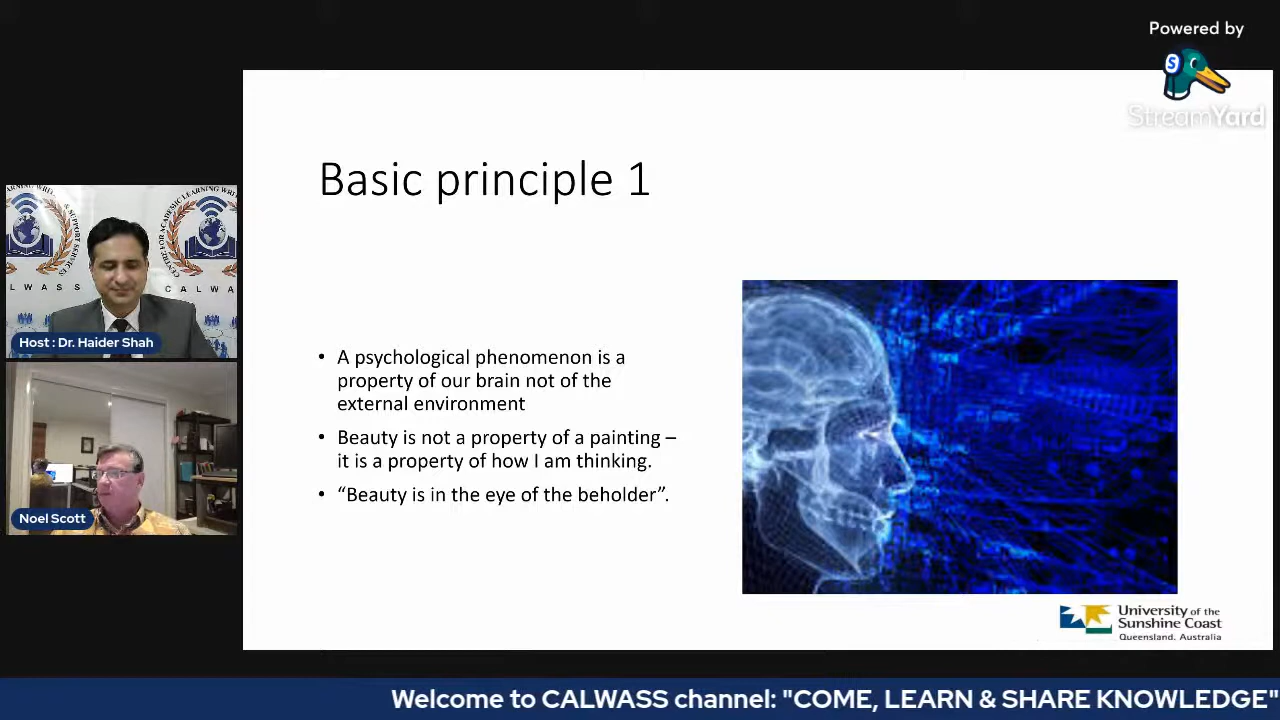 Powered by
S
StreamYard
Basic principle 1
• A psychological phenomenon is a
property of our brain not of the
external environment
• Beauty is not a property of a painting –
it is a property of how I am thinking.
• “Beauty is in the eye of the beholder”.
CALWASS
Host : Dr. Haider Shah
Noel Scott
University of the
Sunshine Coast
Queensland, Australia
Welcome to CALWASS channel: "COME, LEARN & SHARE KNOWLEDGE"